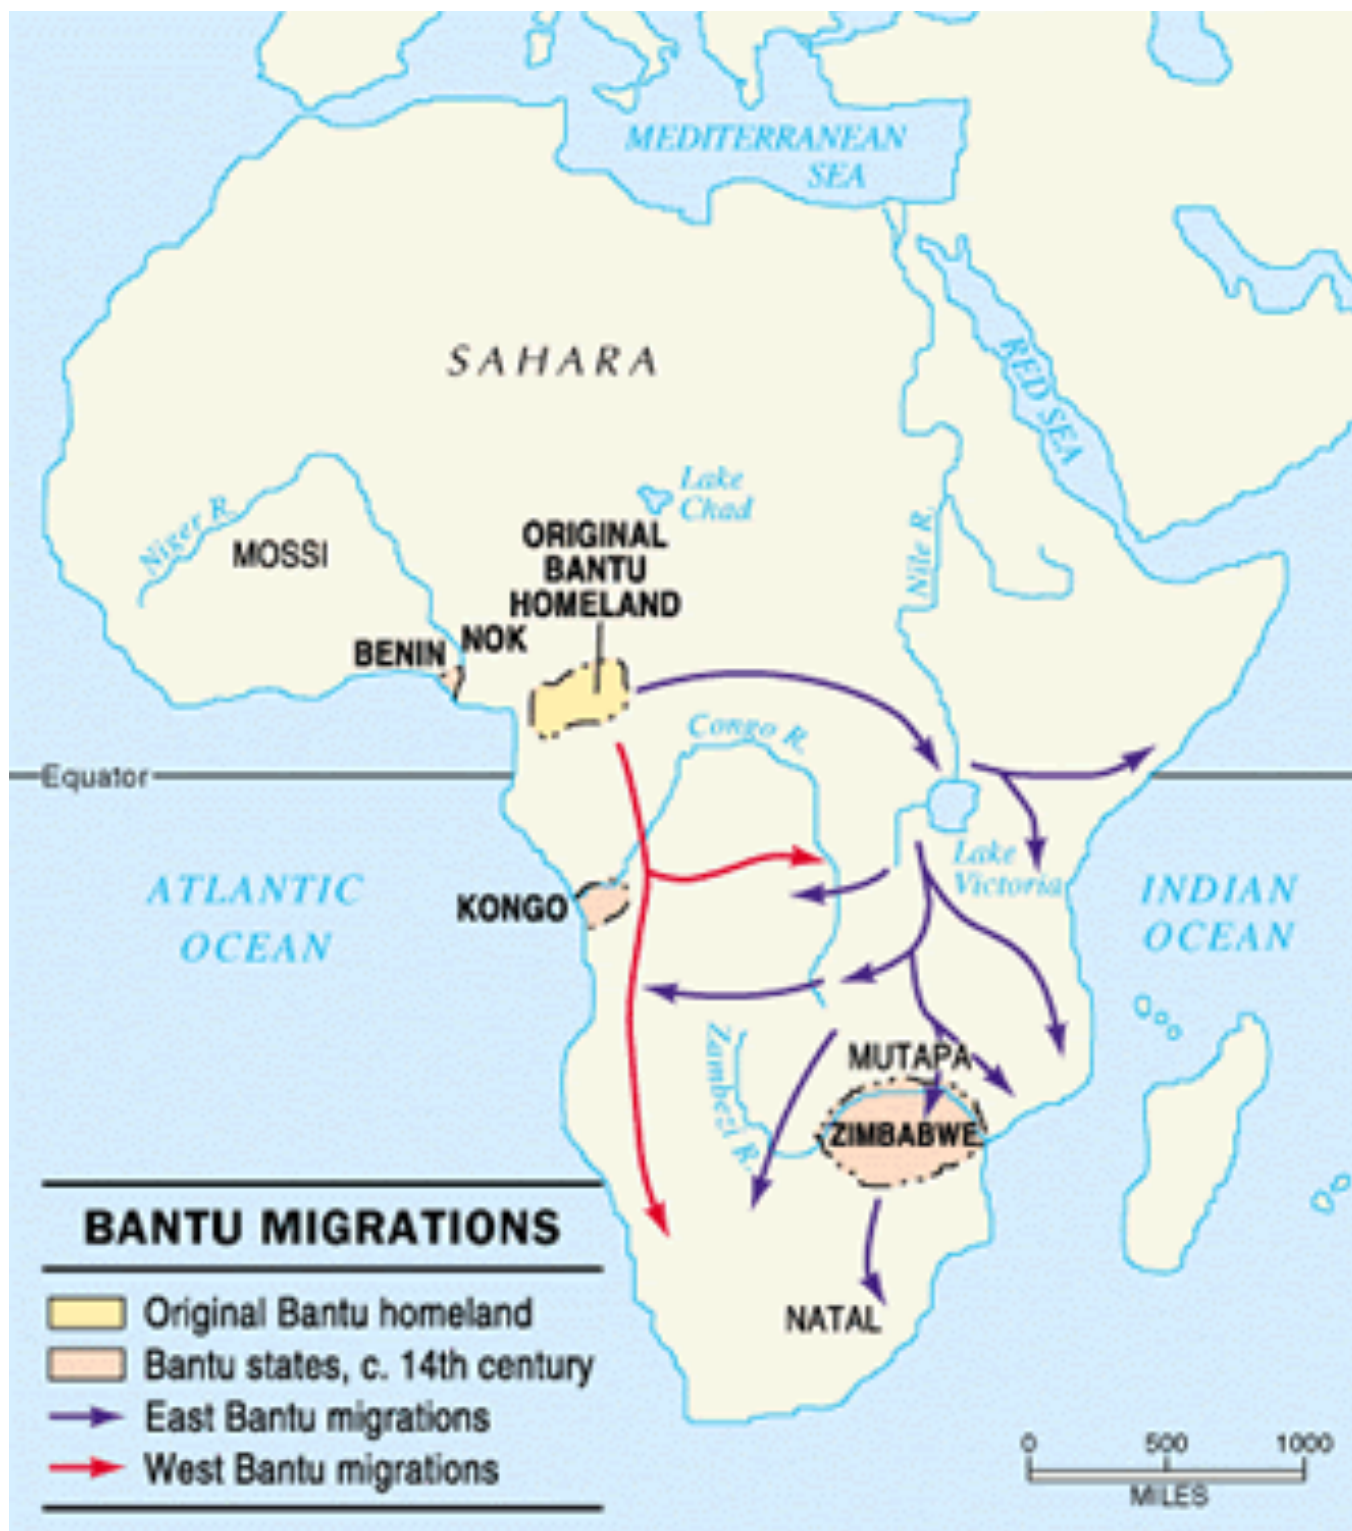 MEDITERRANEAN
SEA
SAHARA
RED SEA
Lake
Chad
Niger R.
MOSSI
ORIGINAL
BANTU
HOMELAND
Nile R.
NOK
BENIN
Congo R.
Equator
Lake
Victoria
ATLANTIC
OCEAN
KONGO
INDIAN
OCEAN
Zambezi R.
MUTAPA
ZIMBABWE
NATAL
BANTU MIGRATIONS
Original Bantu homeland
Bantu states, c. 14th century
East Bantu migrations
West Bantu migrations
0 500 1000
MILES